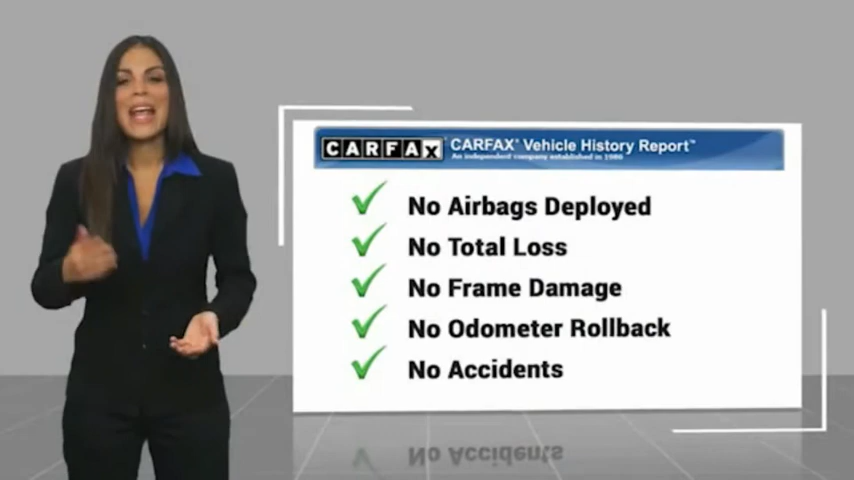 CARFAX CARFAX® Vehicle History Report™
An independent company established in 1986
No Airbags Deployed
No Total Loss
No Frame Damage
No Odometer Rollback
No Accidents
No Accidents